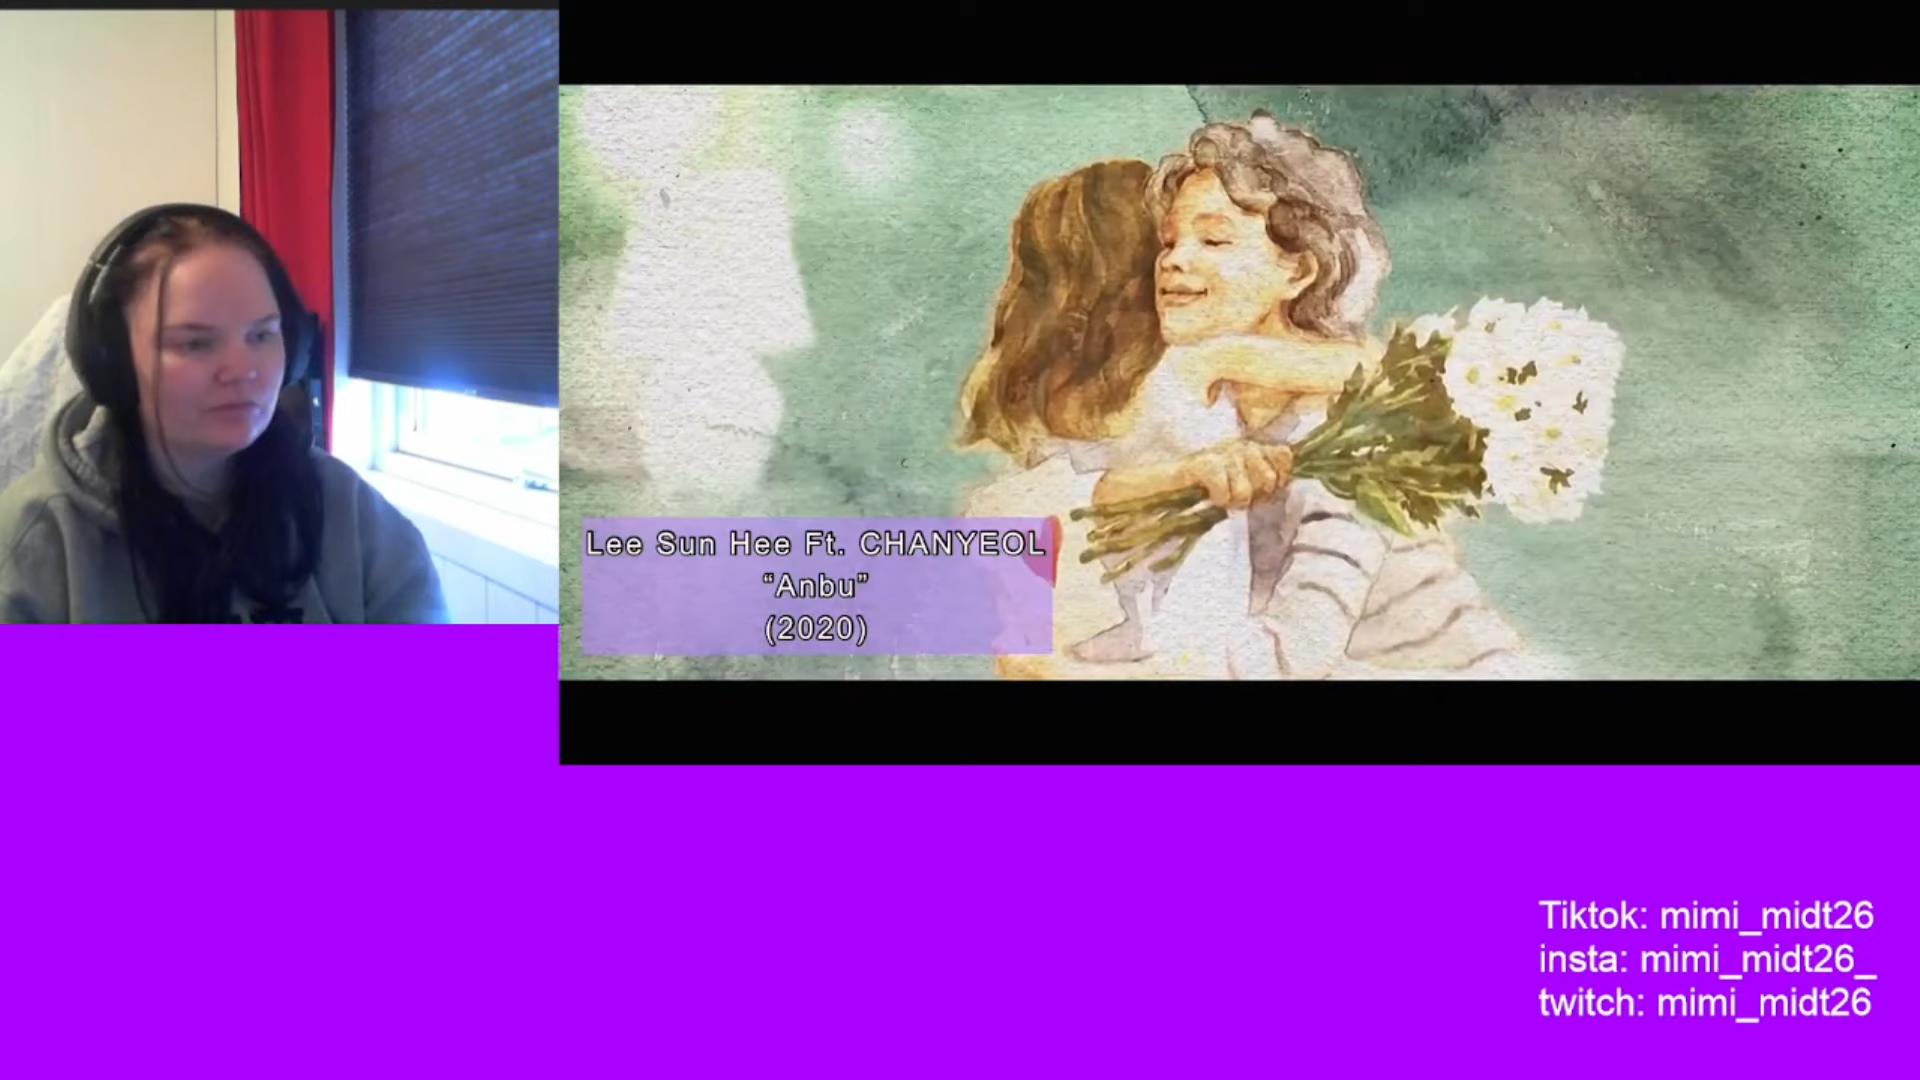 Lee Sun Hee Ft. CHANYEOL
“Anbu”
(2020)
Tiktok: mimi_midt26
insta: mimi_midt26_
twitch: mimi_midt26